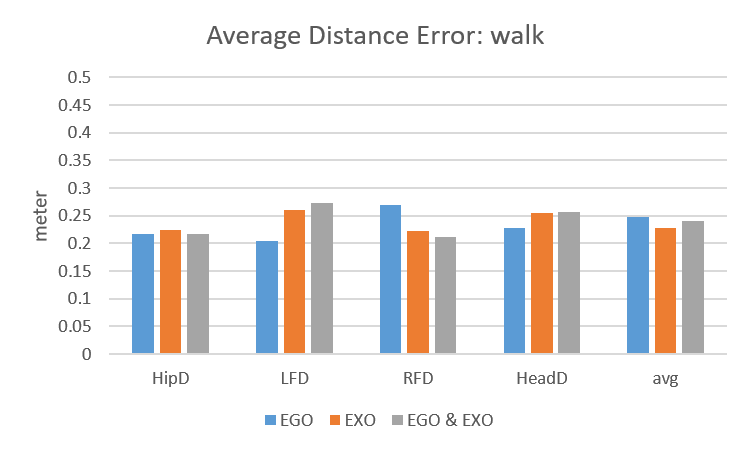 Average Distance Error: walk
0.5
0.45
0.4
0.35
0.3
0.25
0.2
0.15
0.1
0.05
0
meter
HipD LFD RFD HeadD avg
EGO EXO EGO & EXO